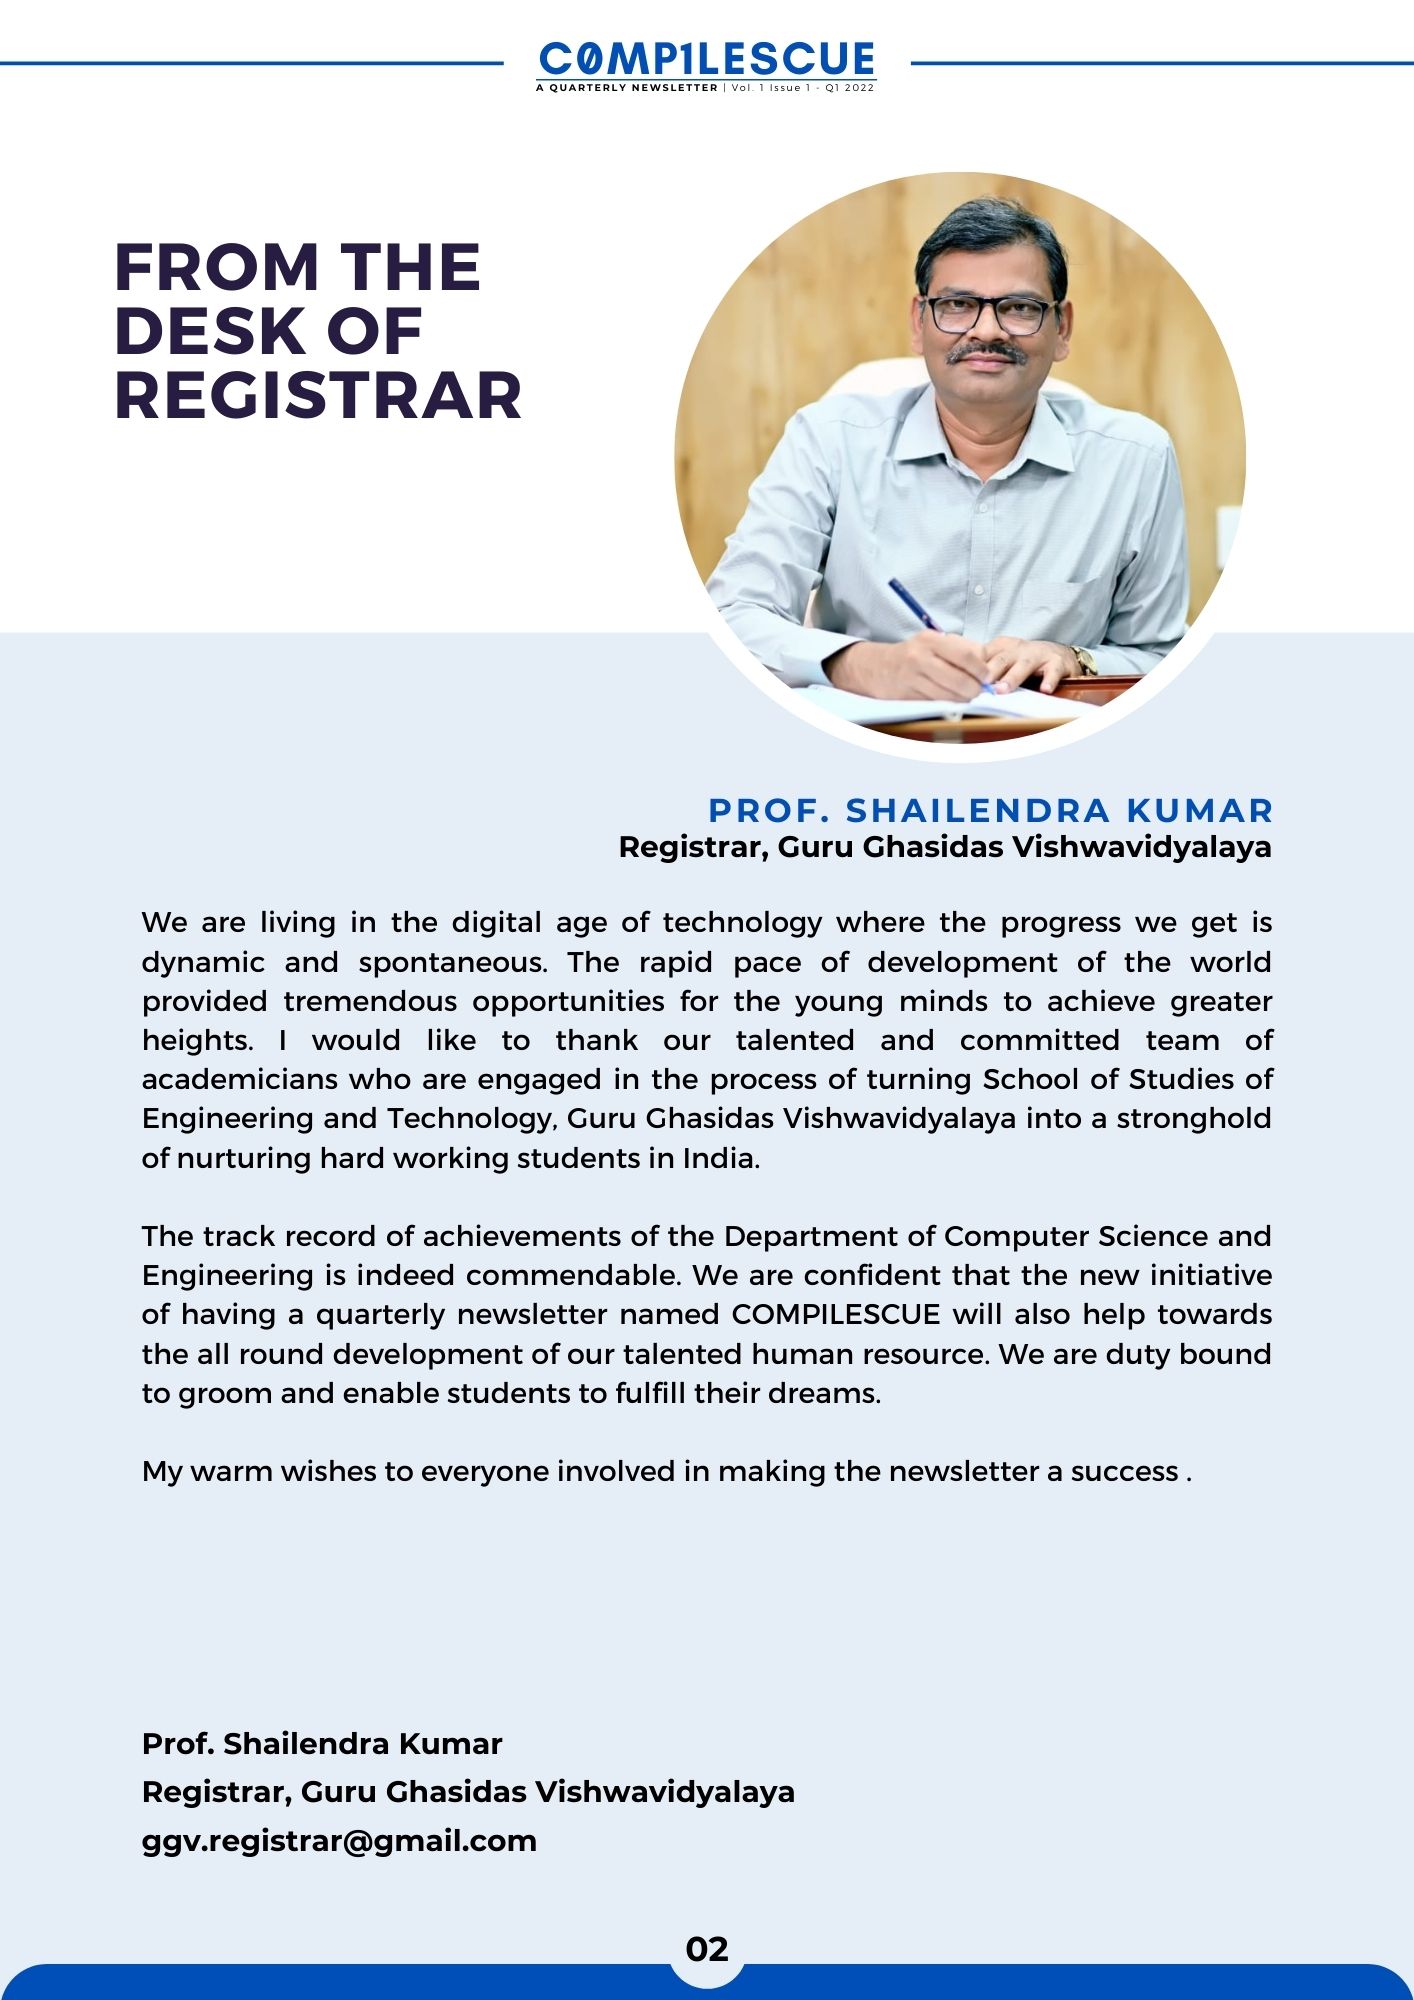 C0MP1LESCUE
A QUARTERLY NEWSLETTER | Vol. 1 Issue 1 - Q1 2022
FROM THE
DESK OF
REGISTRAR
PROF. SHAILENDRA KUMAR
Registrar, Guru Ghasidas Vishwavidyalaya
We are living in the digital age of technology where the progress we get is
dynamic and spontaneous. The rapid pace of development of the world
provided tremendous opportunities for the young minds to achieve greater
heights. I would like to thank our talented and committed team of
academicians who are engaged in the process of turning School of Studies of
Engineering and Technology, Guru Ghasidas Vishwavidyalaya into a stronghold
of nurturing hard working students in India.
The track record of achievements of the Department of Computer Science and
Engineering is indeed commendable. We are confident that the new initiative
of having a quarterly newsletter named COMPILESCUE will also help towards
the all round development of our talented human resource. We are duty bound
to groom and enable students to fulfill their dreams.
My warm wishes to everyone involved in making the newsletter a success .
Prof. Shailendra Kumar
Registrar, Guru Ghasidas Vishwavidyalaya
ggv.registrar@gmail.com
02